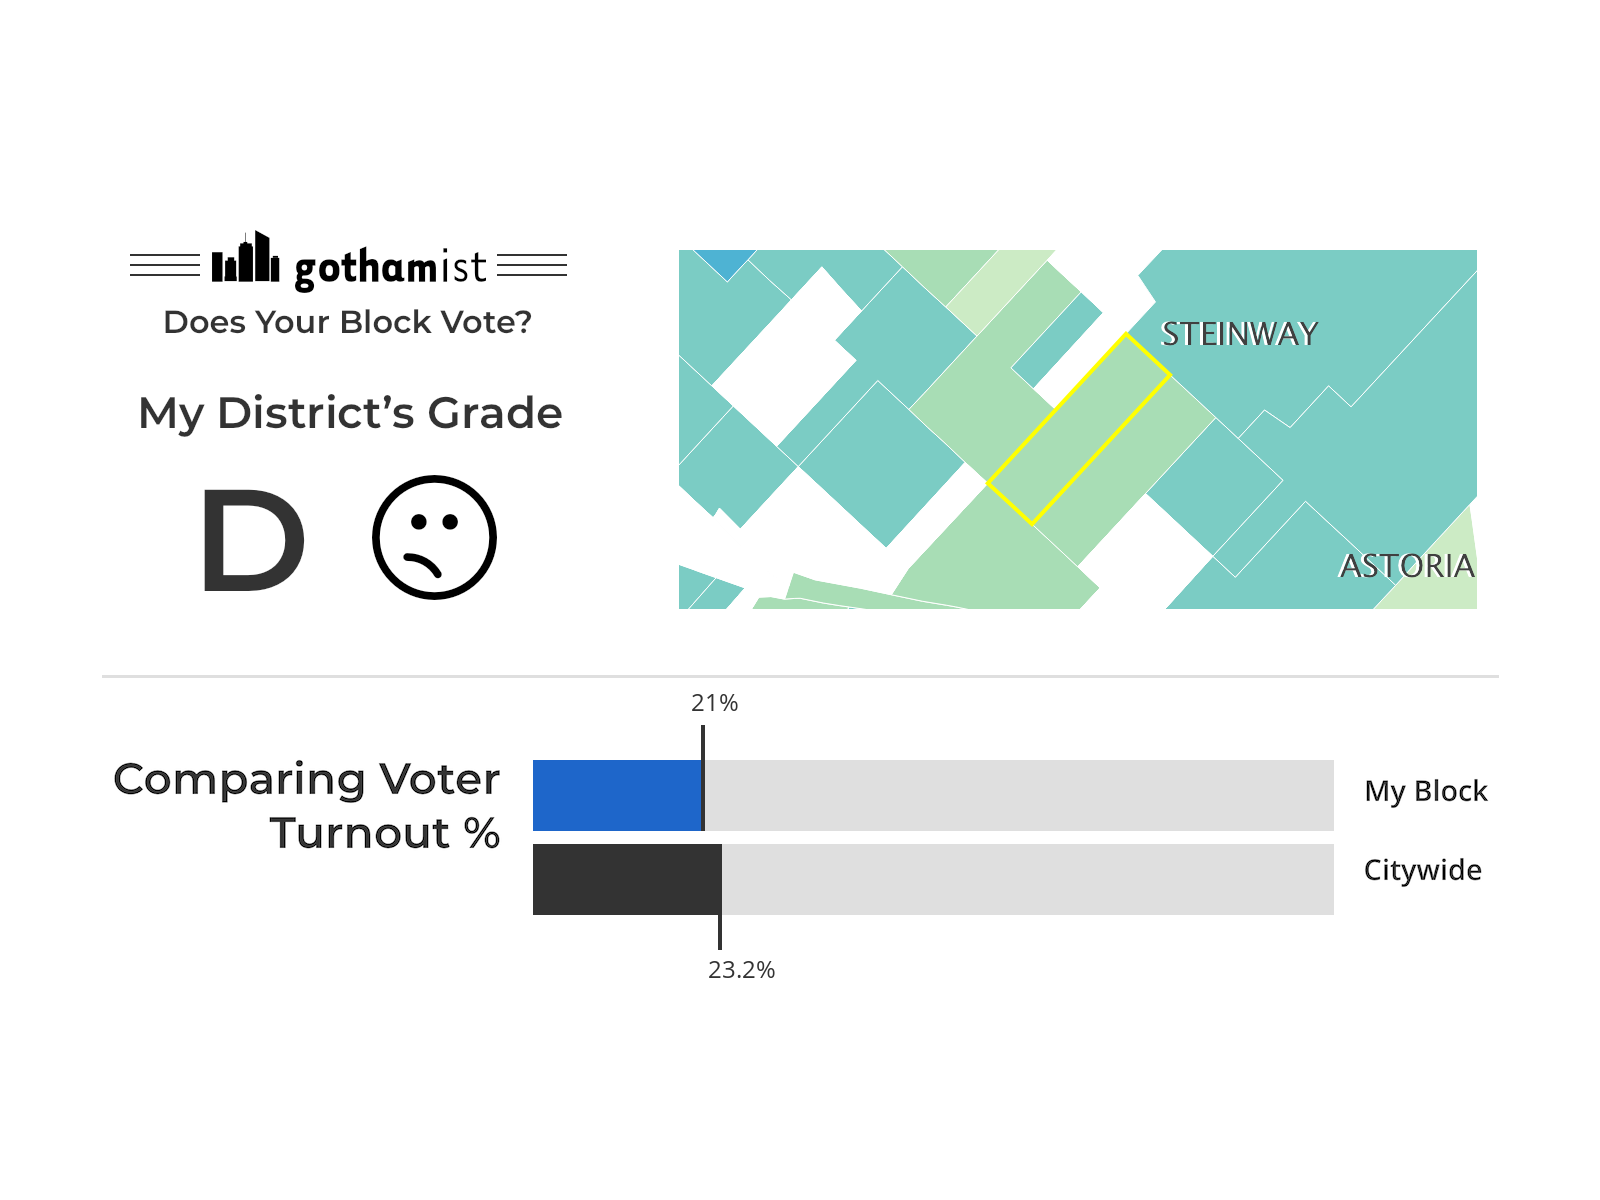 gothamist
Does Your Block Vote?
My District's Grade
D
STEINWAY
ASTORIA
21%
Comparing Voter
Turnout %
My Block
Citywide
23.2%